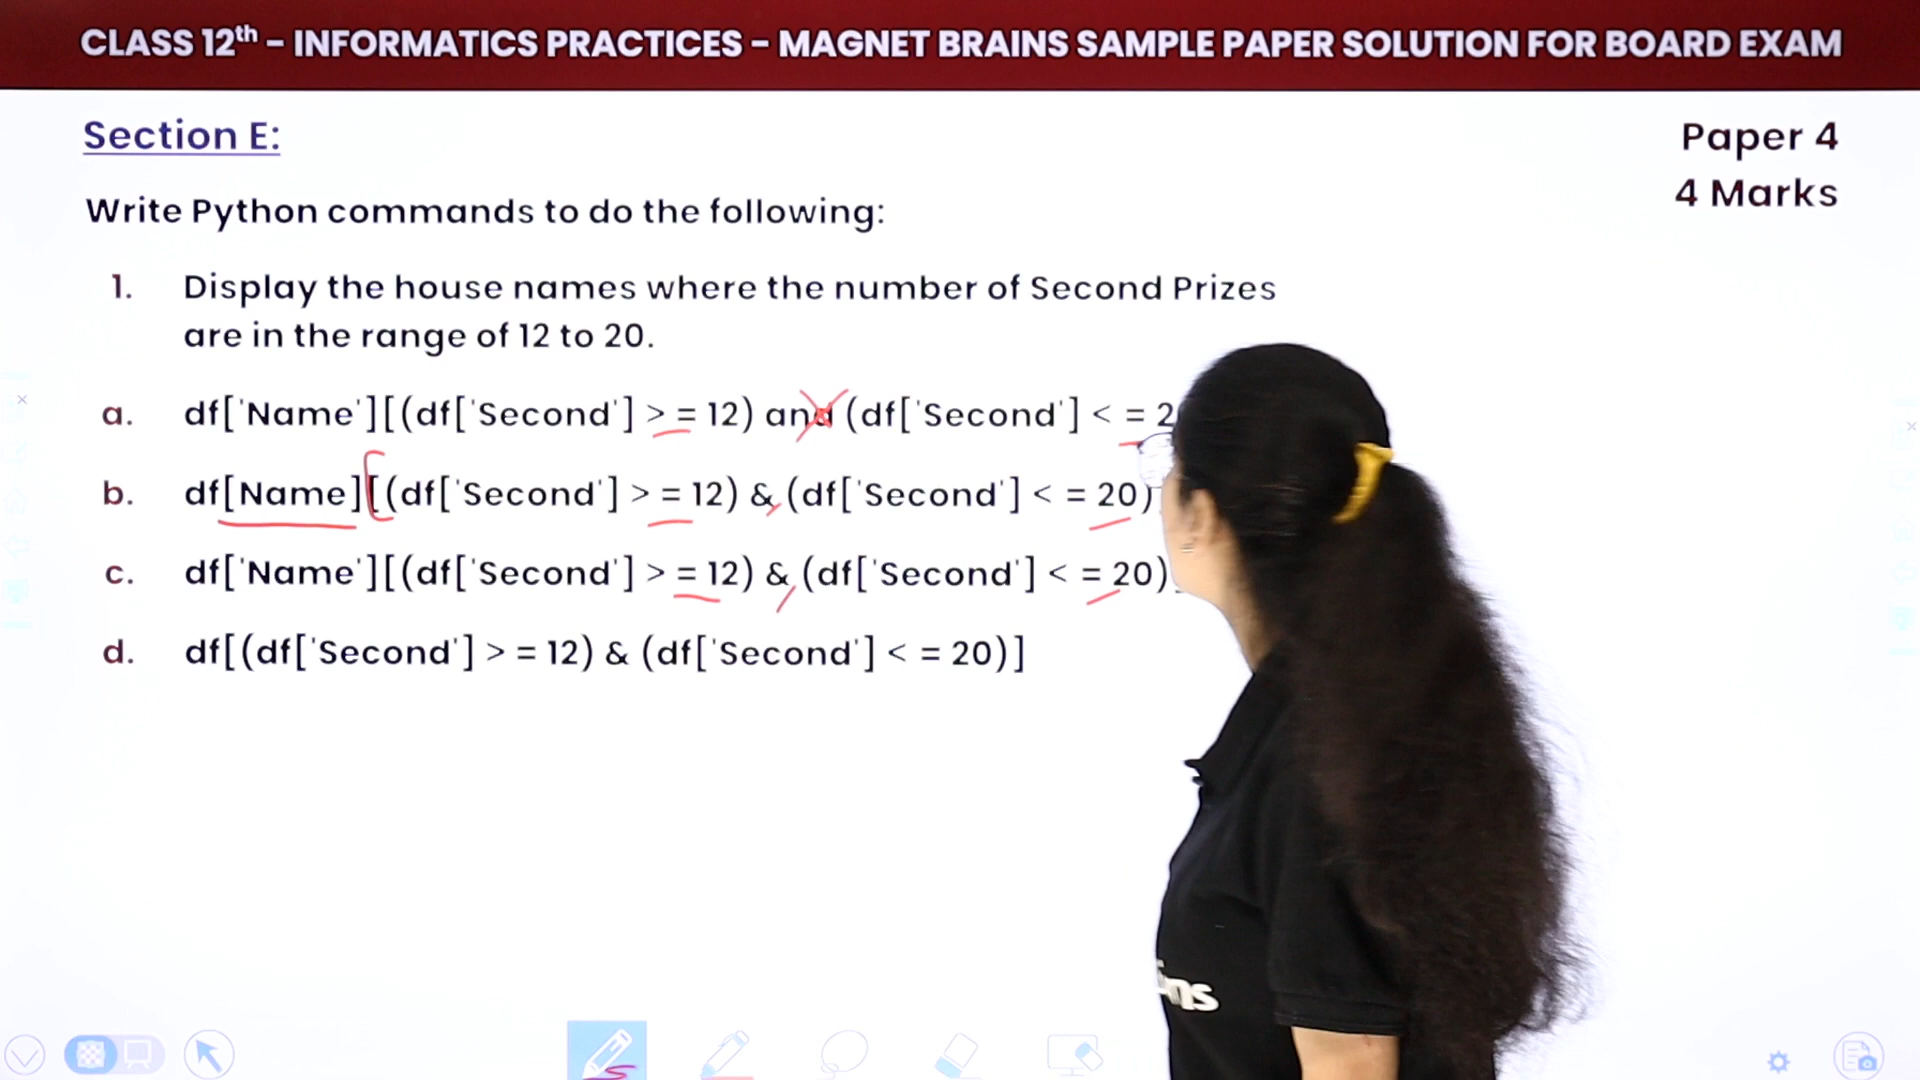 CLASS 12th – INFORMATICS PRACTICES – MAGNET BRAINS SAMPLE PAPER SOLUTION FOR BOARD EXAM
Section E:
Paper 4
4 Marks
Write Python commands to do the following:
1. Display the house names where the number of Second Prizes
are in the range of 12 to 20.
a. df['Name'][(df['Second'] > = 12) and (df['Second'] < = 2
b. df[Name][(df['Second'] > = 12) & (df['Second'] < = 20)
c. df['Name'][(df['Second'] > = 12) & (df['Second'] < = 20)
d. df[(df['Second'] > = 12) & (df['Second'] < = 20)]